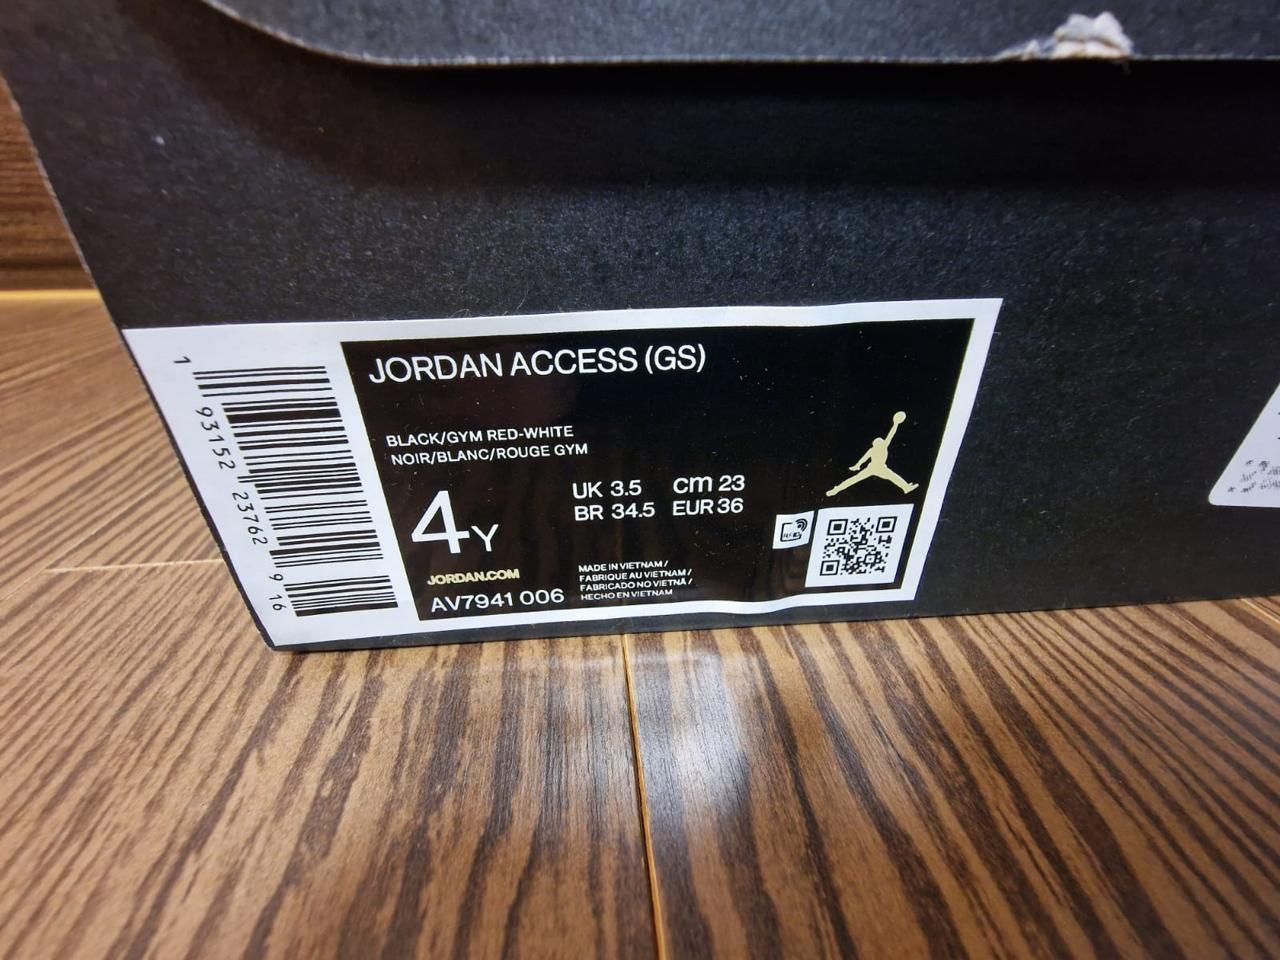 JORDAN ACCESS (GS)
BLACK/GYM RED-WHITE
NOIR/BLANC/ROUGE GYM
4Y
UK 3.5 cm 23
BR 34.5 EUR 36
JORDAN.COM
AV7941 006
MADE IN VIETNAM /
FABRIQUE AU VIETNAM /
FABRICADO NO VIETNÃ /
HECHO EN VIETNAM
1 93152 23762 9 16